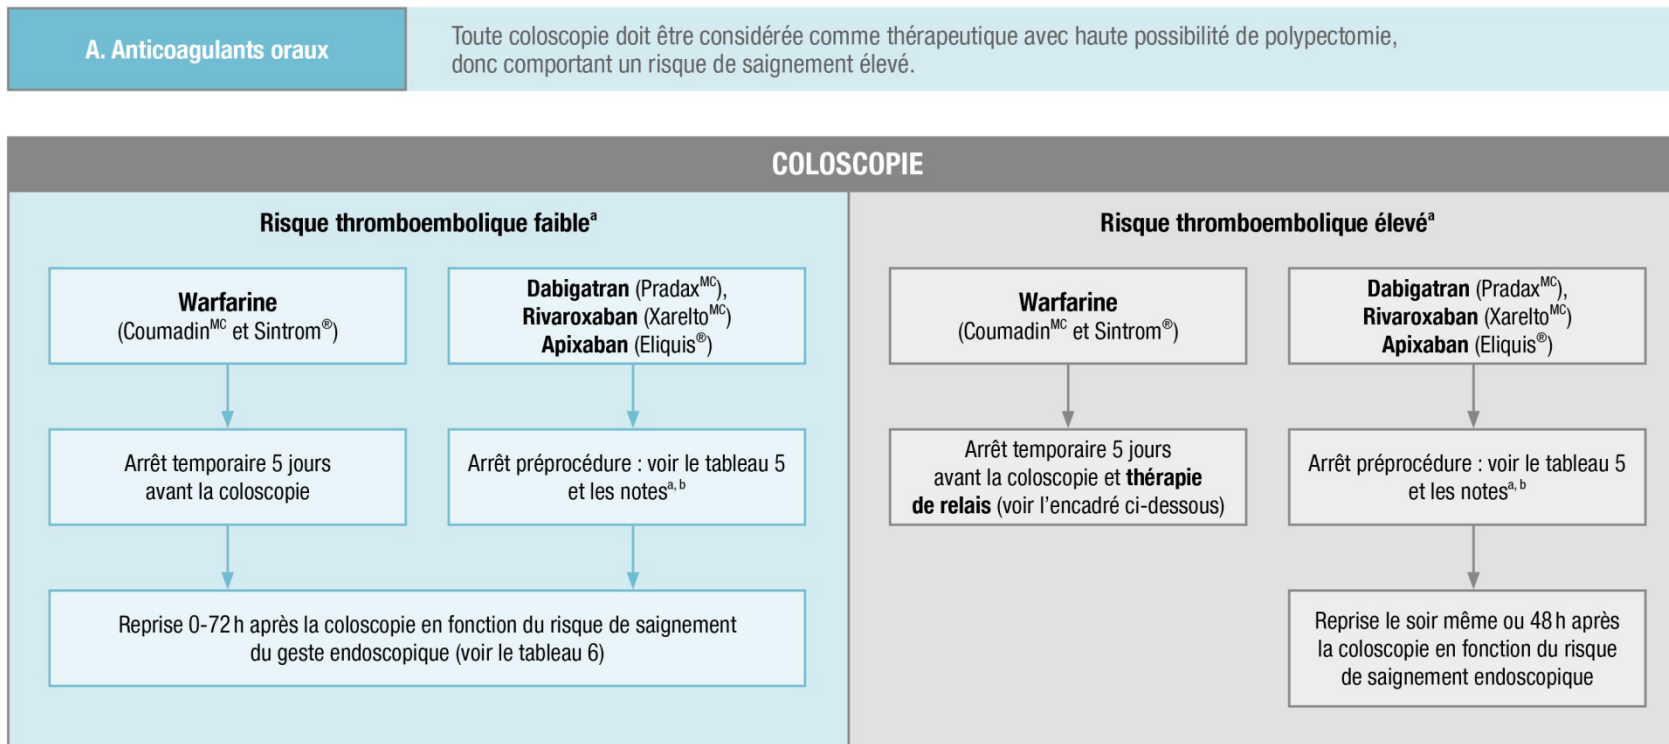 A. Anticoagulants oraux
Toute coloscopie doit être considérée comme thérapeutique avec haute possibilité de polypectomie,
donc comportant un risque de saignement élevé.
COLOSCOPIE
Risque thromboembolique faibleᵃ
Warfarine
(Coumadinᴹᶜ et Sintrom®)
Arrêt temporaire 5 jours
avant la coloscopie
Dabigatran (Pradaxᴹᶜ),
Rivaroxaban (Xareltoᴹᶜ)
Apixaban (Eliquis®)
Arrêt préprocédure : voir le tableau 5
et les notesᵃ,ᵇ
Reprise 0-72 h après la coloscopie en fonction du risque de saignement
du geste endoscopique (voir le tableau 6)
Risque thromboembolique élevéᵃ
Warfarine
(Coumadinᴹᶜ et Sintrom®)
Arrêt temporaire 5 jours
avant la coloscopie et thérapie
de relais (voir l’encadré ci-dessous)
Dabigatran (Pradaxᴹᶜ),
Rivaroxaban (Xareltoᴹᶜ)
Apixaban (Eliquis®)
Arrêt préprocédure : voir le tableau 5
et les notesᵃ,ᵇ
Reprise le soir même ou 48 h après
la coloscopie en fonction du risque
de saignement endoscopique